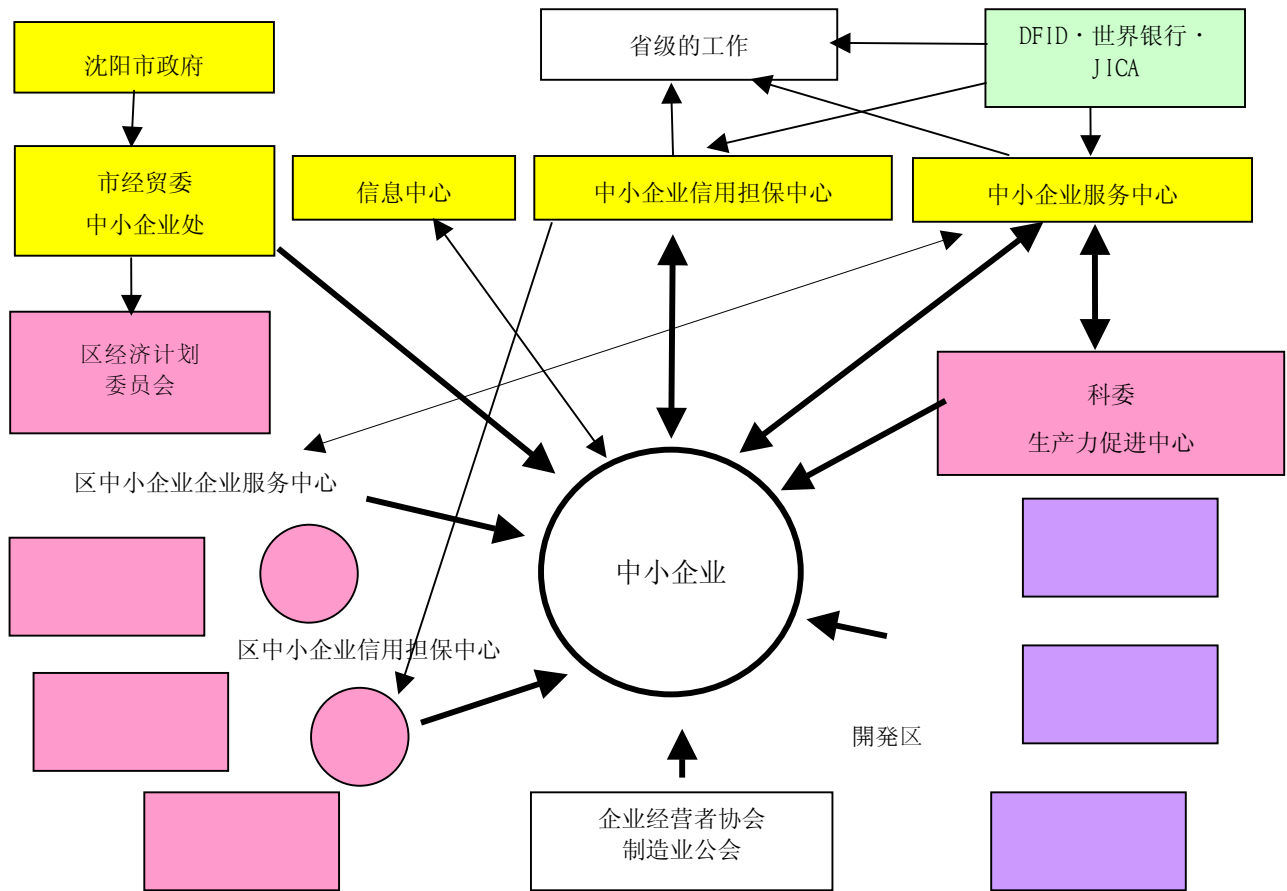 沈阳市政府
省级的工作
DFID·世界银行·
JICA
市经贸委
中小企业处
信息中心
中小企业信用担保中心
中小企业服务中心
区经济计划
委员会
科委
生产力促进中心
区中小企业企业服务中心
中小企业
区中小企业信用担保中心
開発区
企业经营者协会
制造业公会